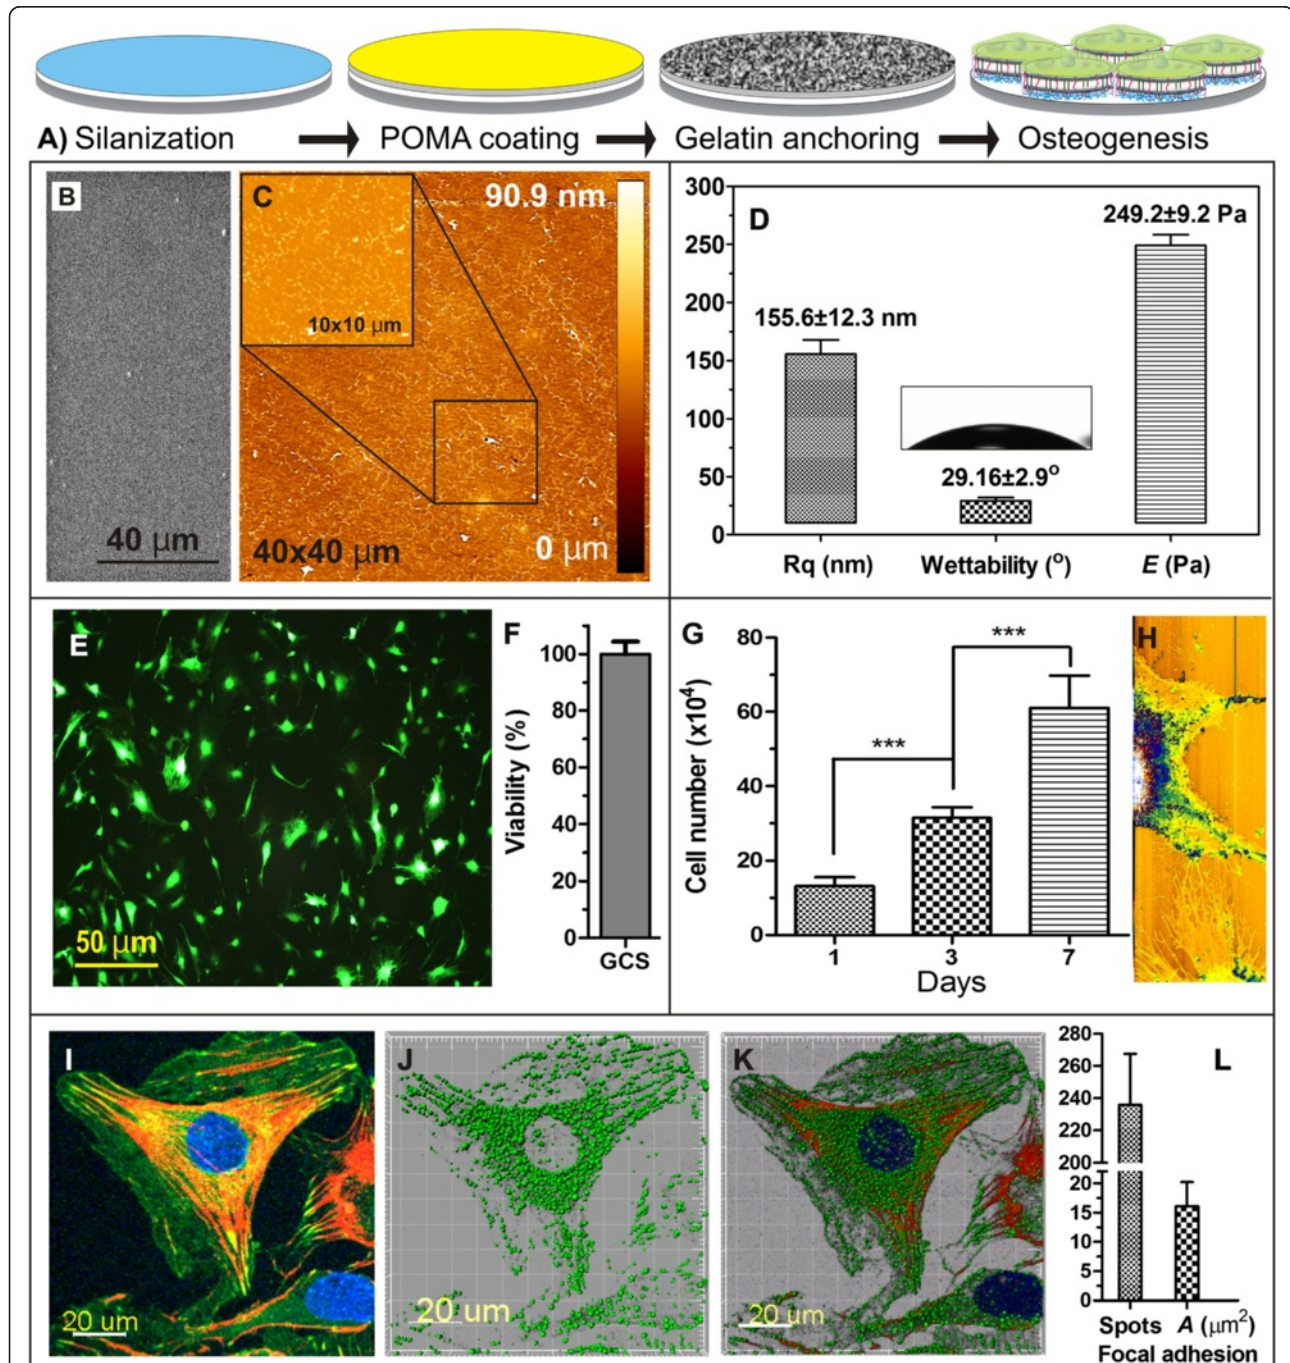 A) Silanization → POMA coating → Gelatin anchoring → Osteogenesis
B
40 µm
C
90.9 nm
10x10 µm
40x40 µm
0 µm
D
300
250
200
150
100
50
0
155.6±12.3 nm
29.16±2.9°
249.2±9.2 Pa
Rq (nm) Wettability (°) E (Pa)
E
50 µm
F
Viability (%)
100
80
60
40
20
0
GCS
G
Cell number (x10⁴)
80
60
40
20
0
***
***
1 3 7
Days
H
I
20 um
J
20 um
K
20 um
L
280
260
240
220
200
20
15
10
5
0
Spots A (µm²)
Focal adhesion